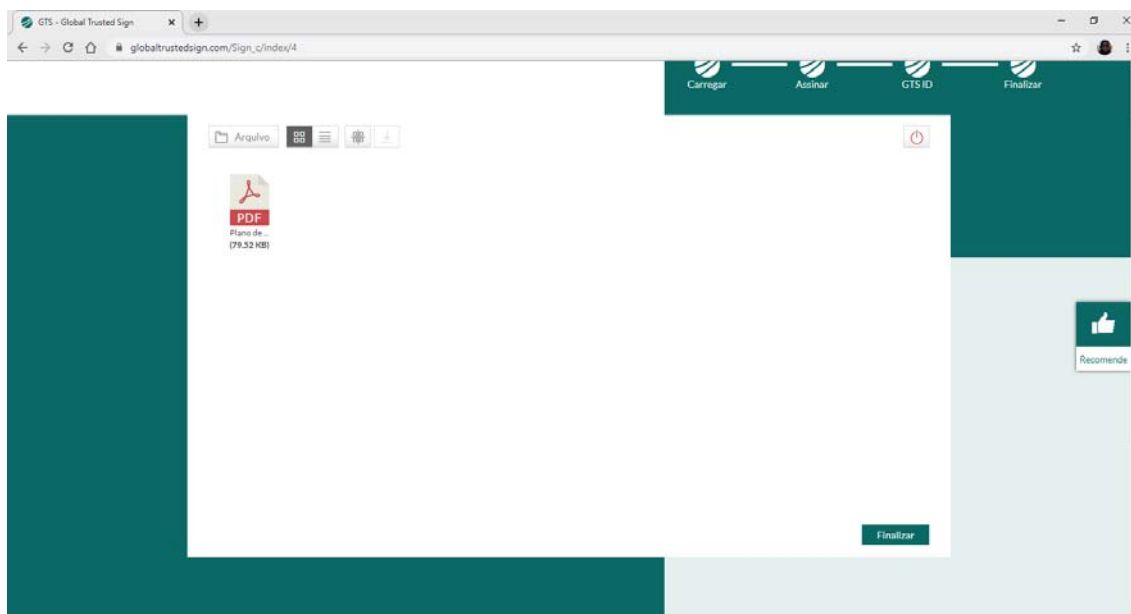 GTS - Global Trusted Sign
globaltrustedsign.com/Sign_c/index/4
Carregar
Assinar
GTS ID
Finalizar
Arquivo
PDF
Plano de...
(79.52 KB)
Recomende
Finalizar